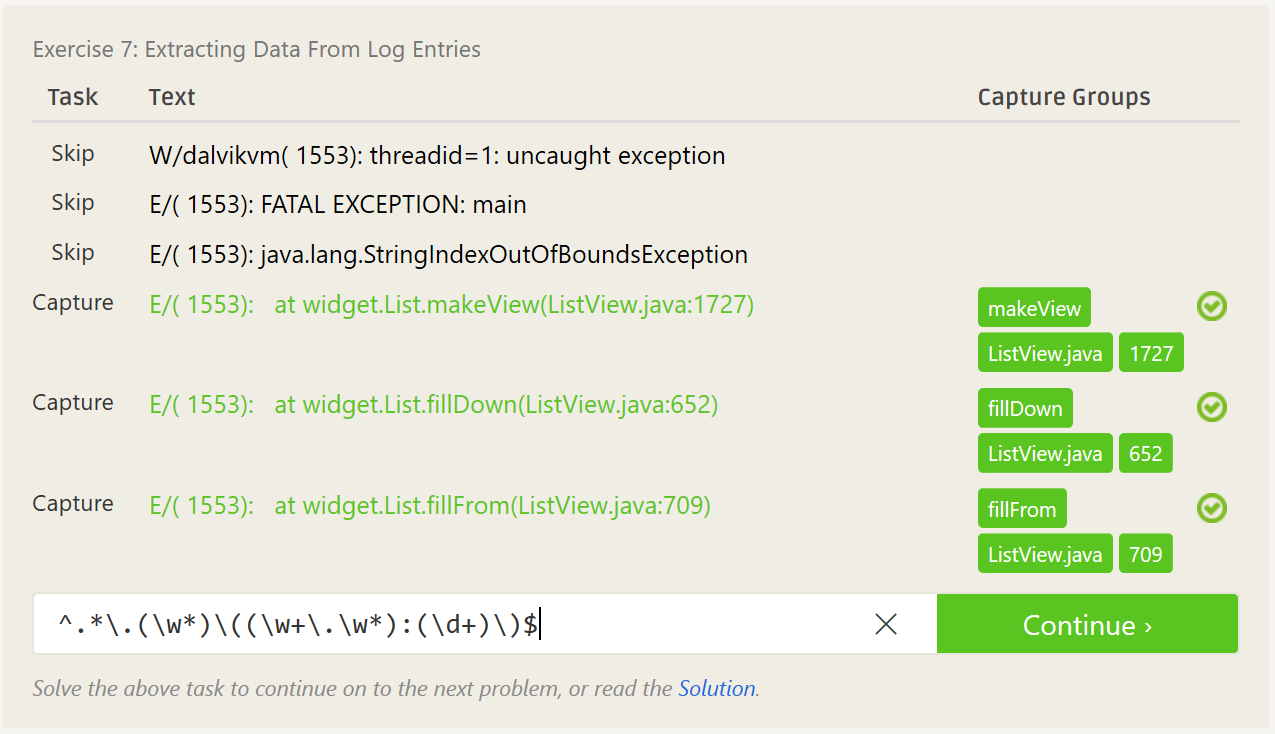 Exercise 7: Extracting Data From Log Entries
Task Text Capture Groups
Skip W/dalvikvm( 1553): threadid=1: uncaught exception
Skip E/( 1553): FATAL EXCEPTION: main
Skip E/( 1553): java.lang.StringIndexOutOfBoundsException
Capture E/( 1553):   at widget.List.makeView(ListView.java:1727) makeView
ListView.java 1727
Capture E/( 1553):   at widget.List.fillDown(ListView.java:652) fillDown
ListView.java 652
Capture E/( 1553):   at widget.List.fillFrom(ListView.java:709) fillFrom
ListView.java 709
^.*\.(\w*)\((\w+\.\w*):(\d+)\)$ Continue ›
Solve the above task to continue on to the next problem, or read the Solution.